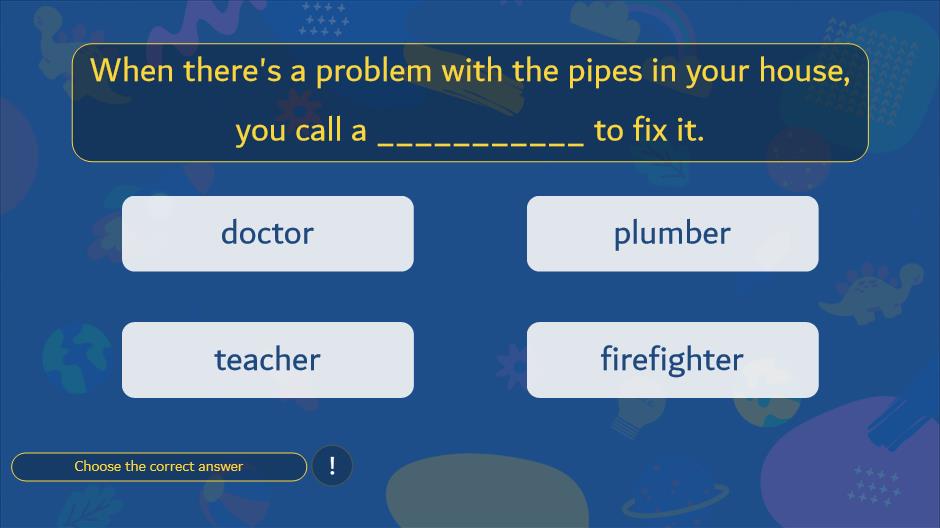 When there's a problem with the pipes in your house,
you call a ___________ to fix it.
doctor
plumber
teacher
firefighter
Choose the correct answer
!